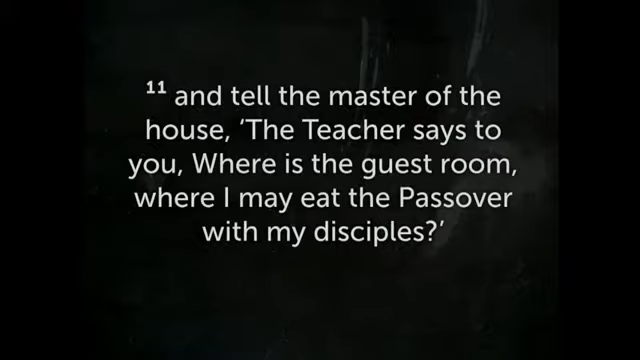 ¹¹ and tell the master of the
house, ‘The Teacher says to
you, Where is the guest room,
where I may eat the Passover
with my disciples?’